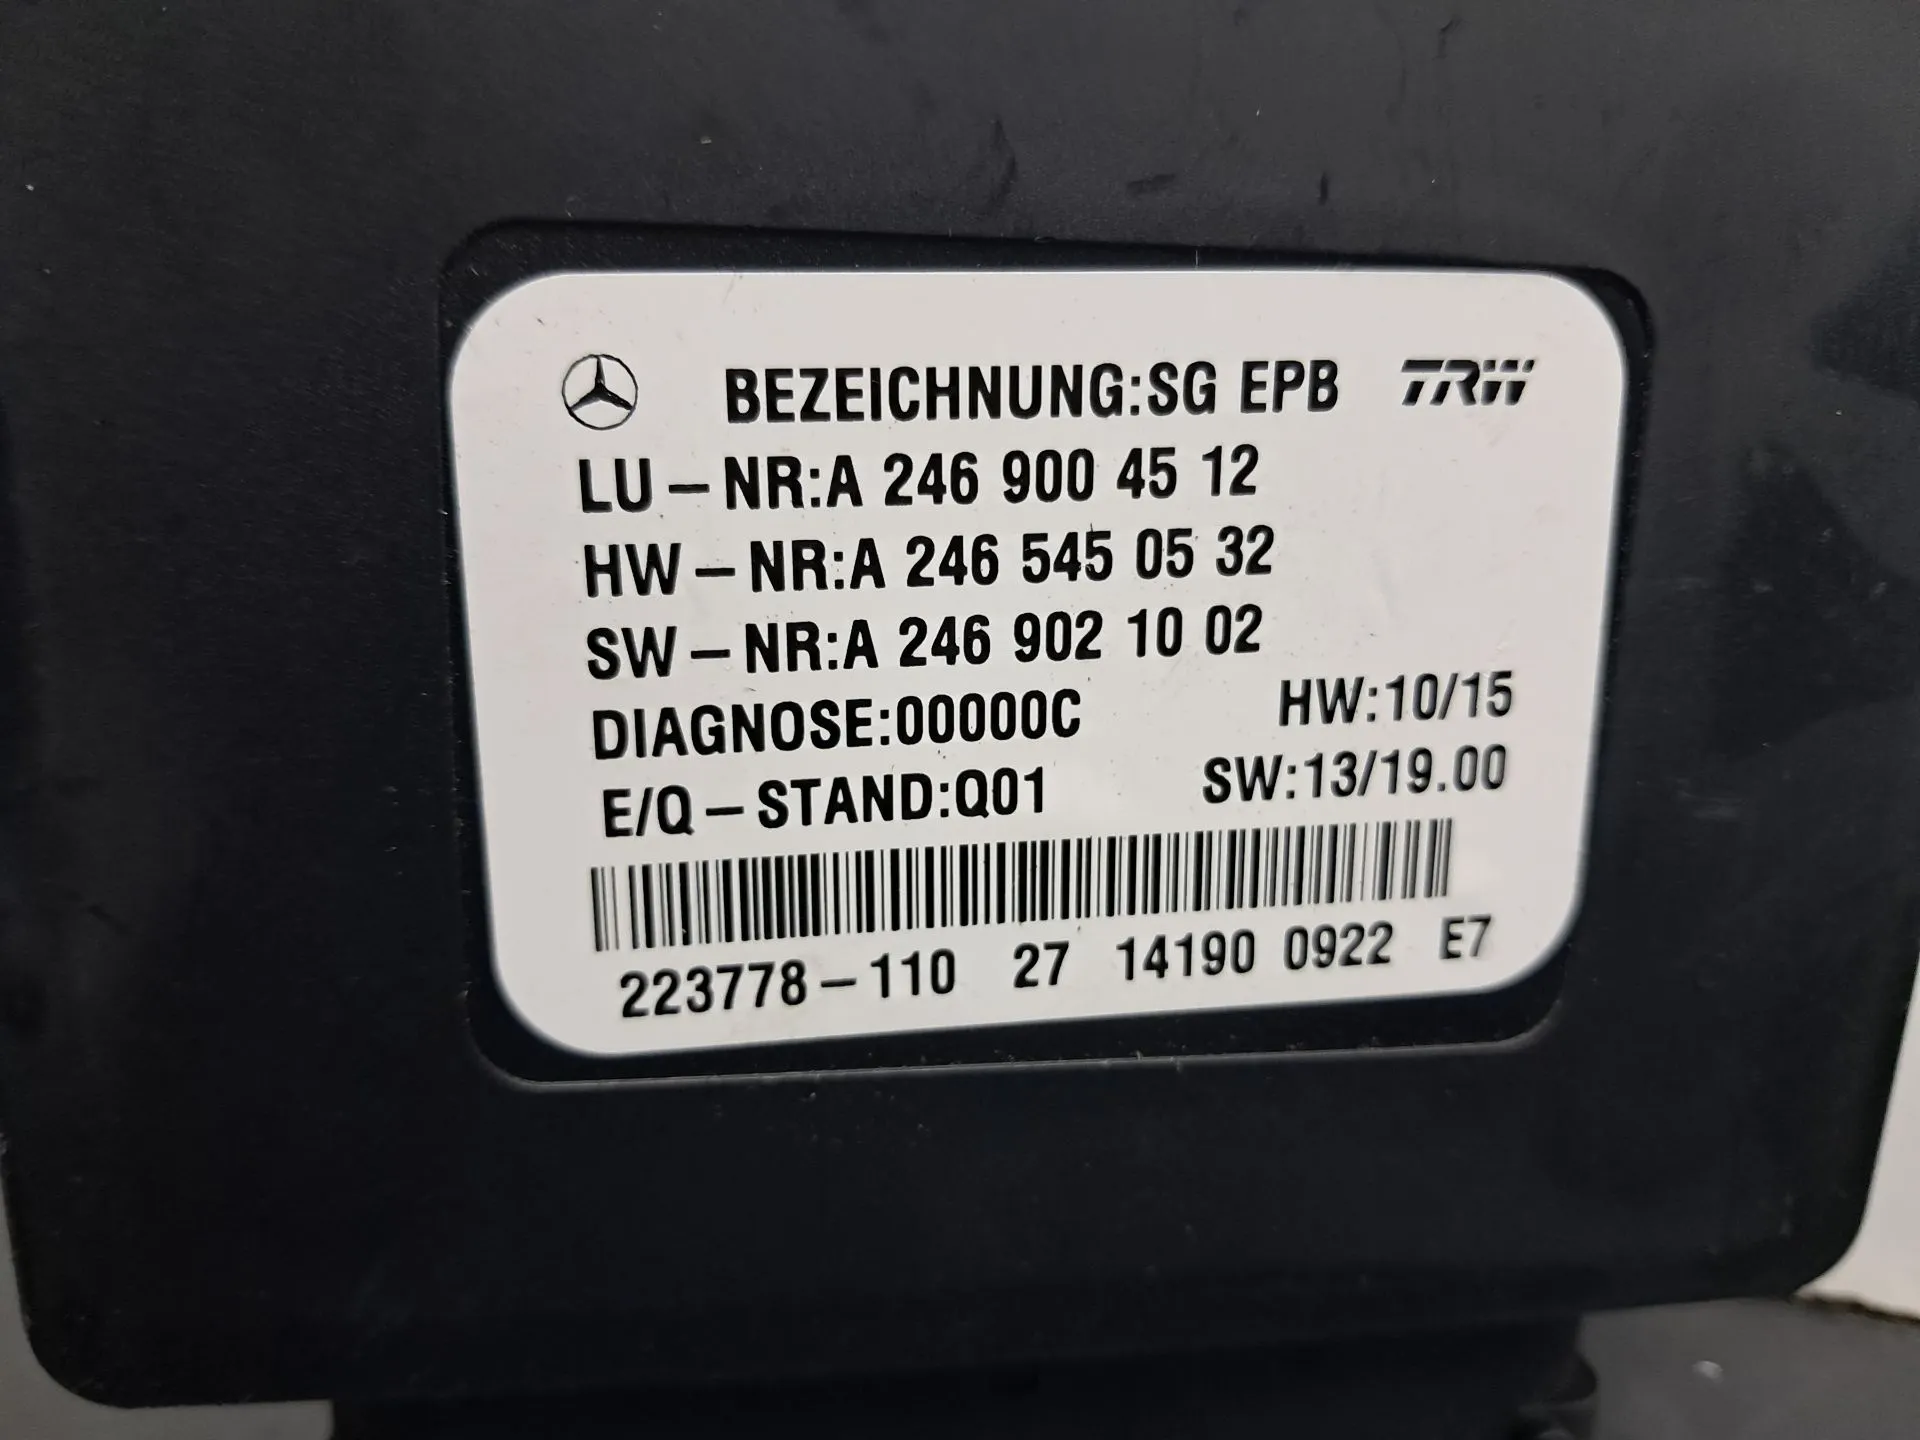 BEZEICHNUNG:SG EPB TRW
LU-NR:A 246 900 45 12
HW-NR:A 246 545 05 32
SW-NR:A 246 902 10 02
DIAGNOSE:00000C HW:10/15
E/Q-STAND:Q01 SW:13/19.00
223778-110 27 14190 0922 E7